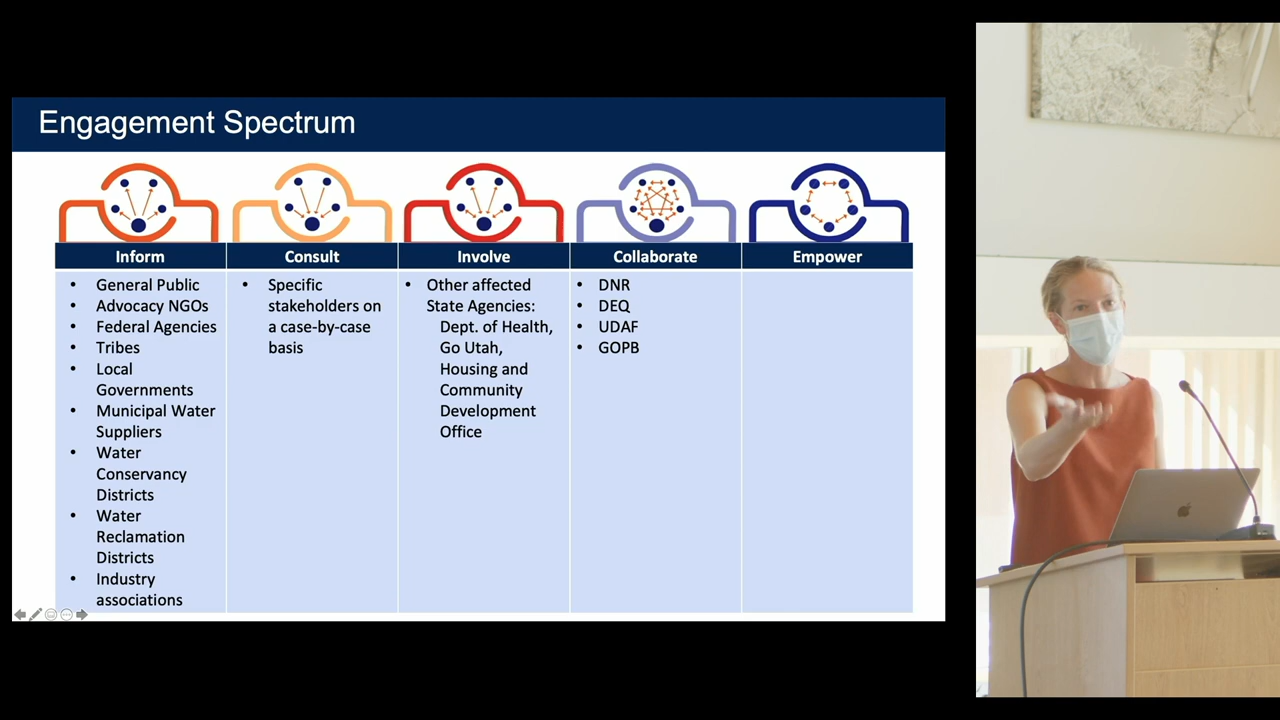 Engagement Spectrum
Inform
Consult
Involve
Collaborate
Empower
• General Public
• Advocacy NGOs
• Federal Agencies
• Tribes
• Local
Governments
• Municipal Water
Suppliers
• Water
Conservancy
Districts
• Water
Reclamation
Districts
• Industry
associations
• Specific
stakeholders on
a case-by-case
basis
• Other affected
State Agencies:
Dept. of Health,
Go Utah,
Housing and
Community
Development
Office
• DNR
• DEQ
• UDAF
• GOPB